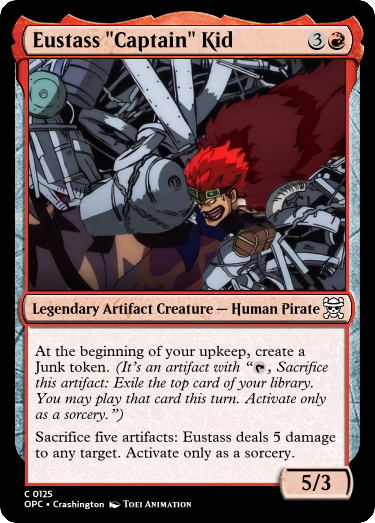 Eustass "Captain" Kid 3
Legendary Artifact Creature — Human Pirate
At the beginning of your upkeep, create a
Junk token. (It's an artifact with “, Sacrifice
this artifact: Exile the top card of your library.
You may play that card this turn. Activate only
as a sorcery.”)
Sacrifice five artifacts: Eustass deals 5 damage
to any target. Activate only as a sorcery.
5/3
C 0125
OPC • Crashington Toei Animation